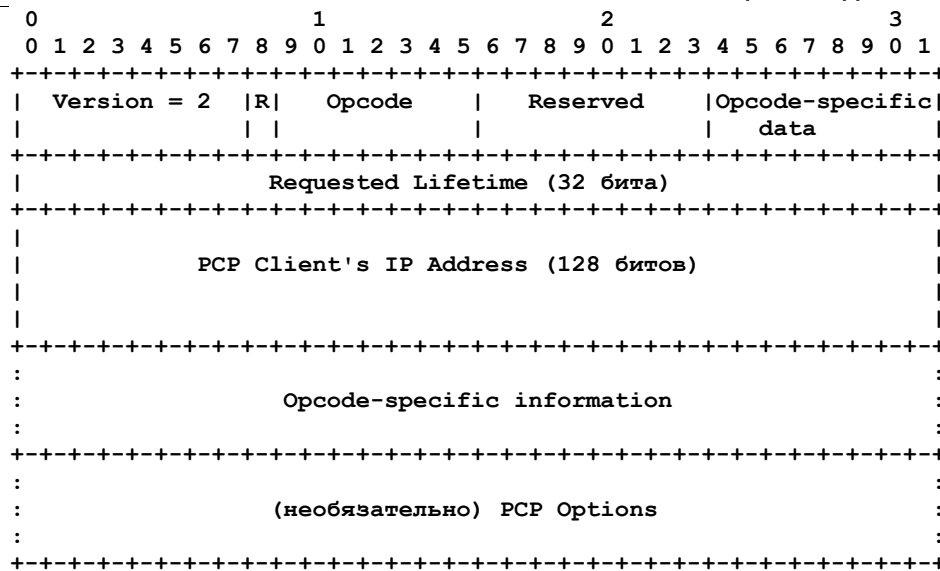 0                   1                   2                   3
 0 1 2 3 4 5 6 7 8 9 0 1 2 3 4 5 6 7 8 9 0 1 2 3 4 5 6 7 8 9 0 1
+-+-+-+-+-+-+-+-+-+-+-+-+-+-+-+-+-+-+-+-+-+-+-+-+-+-+-+-+-+-+-+-+
|  Version = 2  |R|   Opcode    |   Reserved    |Opcode-specific|
|               | |             |               |   data        |
+-+-+-+-+-+-+-+-+-+-+-+-+-+-+-+-+-+-+-+-+-+-+-+-+-+-+-+-+-+-+-+-+
|                 Requested Lifetime (32 бита)                  |
+-+-+-+-+-+-+-+-+-+-+-+-+-+-+-+-+-+-+-+-+-+-+-+-+-+-+-+-+-+-+-+-+
|                                                               |
|            PCP Client's IP Address (128 битов)                |
|                                                               |
|                                                               |
+-+-+-+-+-+-+-+-+-+-+-+-+-+-+-+-+-+-+-+-+-+-+-+-+-+-+-+-+-+-+-+-+
:                                                               :
:                  Opcode-specific information                  :
:                                                               :
+-+-+-+-+-+-+-+-+-+-+-+-+-+-+-+-+-+-+-+-+-+-+-+-+-+-+-+-+-+-+-+-+
:                                                               :
:                 (необязательно) PCP Options                   :
:                                                               :
+-+-+-+-+-+-+-+-+-+-+-+-+-+-+-+-+-+-+-+-+-+-+-+-+-+-+-+-+-+-+-+-+